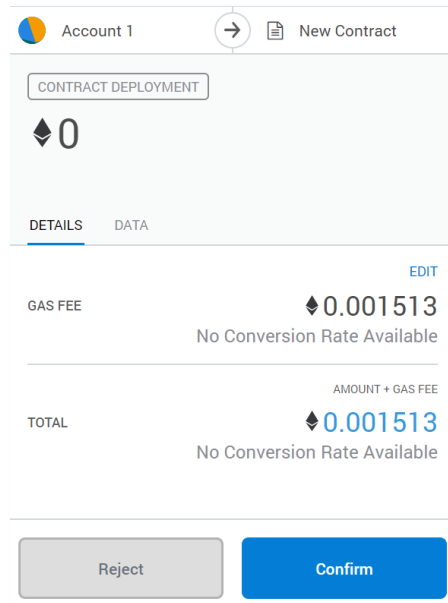 Account 1
New Contract
CONTRACT DEPLOYMENT
0
DETAILS DATA
EDIT
GAS FEE
0.001513
No Conversion Rate Available
AMOUNT + GAS FEE
TOTAL
0.001513
No Conversion Rate Available
Reject
Confirm